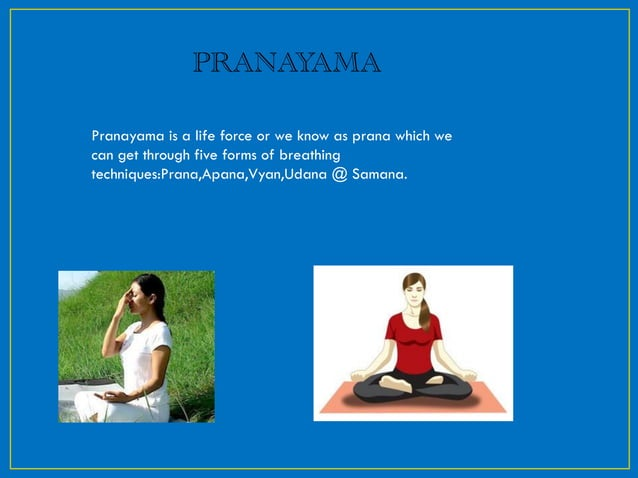 PRANAYAMA
Pranayama is a life force or we know as prana which we
can get through five forms of breathing
techniques:Prana,Apana,Vyan,Udana @ Samana.